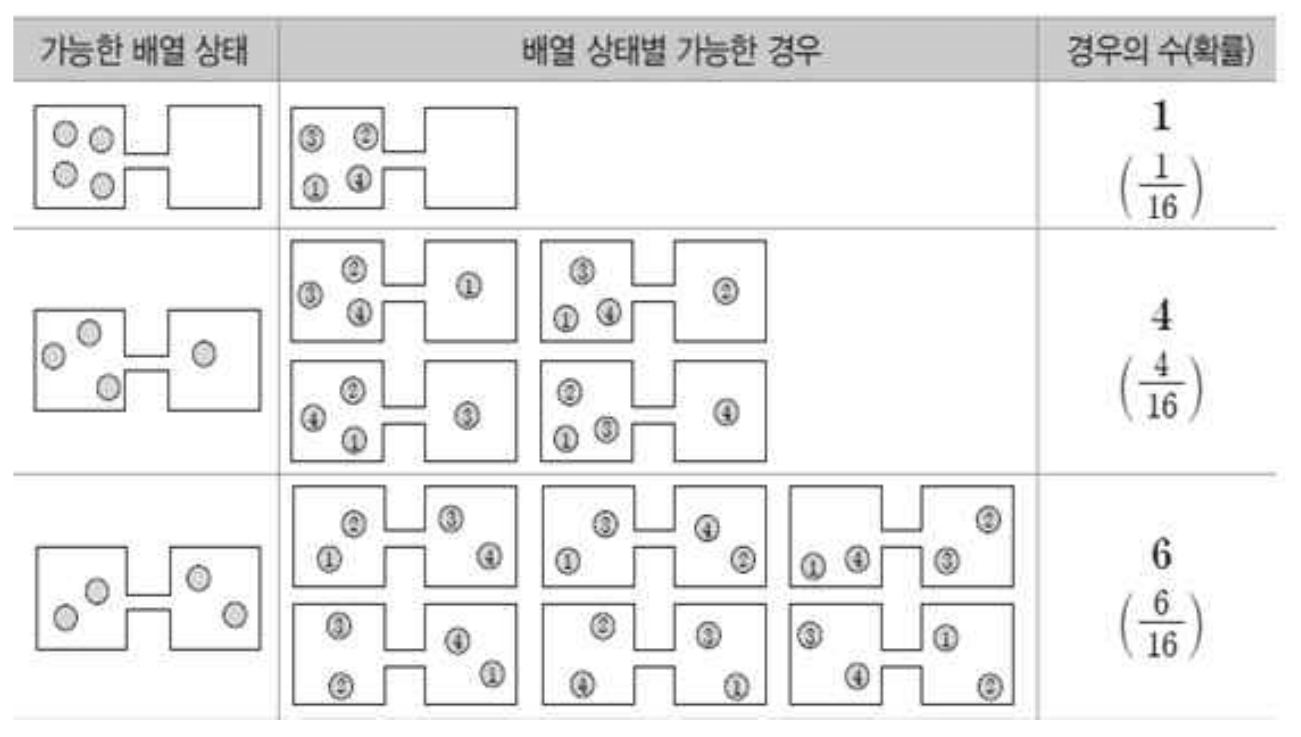 가능한 배열 상태 배열 상태별 가능한 경우 경우의 수(확률)
③ ② ① ④ 1 (1/16)
② ③ ④ ① ③ ① ④ ②
② ④ ① ③ ② ① ③ ④
4 (4/16)
② ① ③ ④ ③ ① ④ ② ① ④ ② ③
③ ② ④ ① ② ④ ③ ① ③ ④ ① ②
6 (6/16)